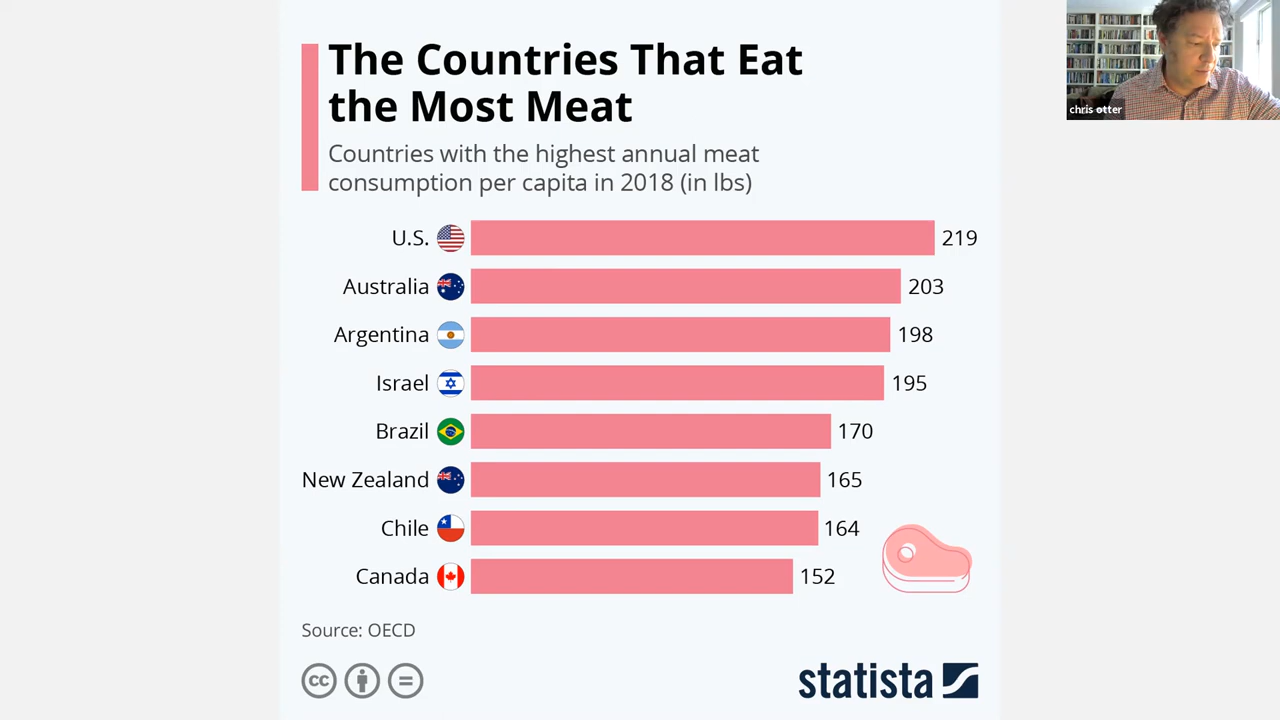 The Countries That Eat
the Most Meat
Countries with the highest annual meat
consumption per capita in 2018 (in lbs)
U.S. 219
Australia 203
Argentina 198
Israel 195
Brazil 170
New Zealand 165
Chile 164
Canada 152
Source: OECD
cc =
statista
chris otter